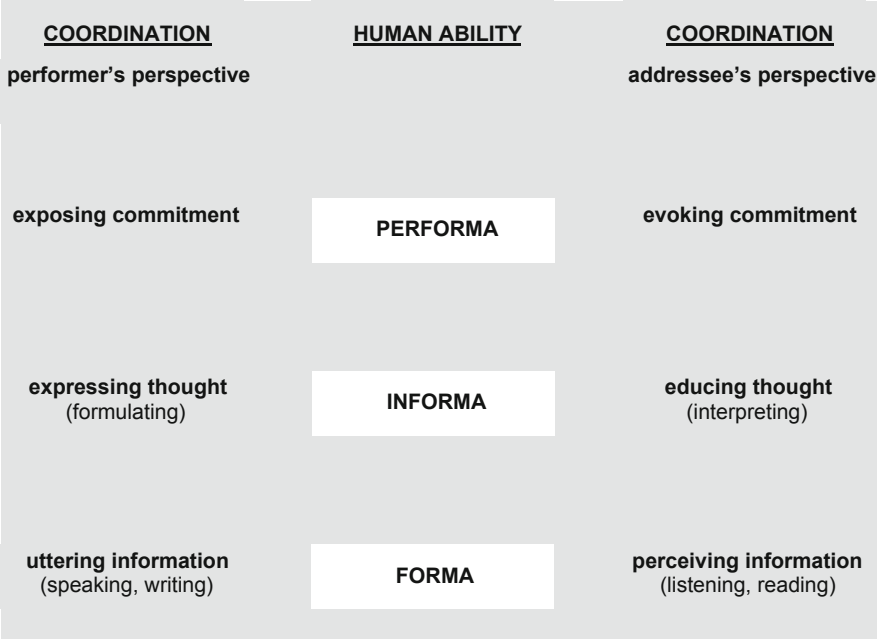 COORDINATION HUMAN ABILITY COORDINATION
performer’s perspective addressee’s perspective
exposing commitment PERFORMA evoking commitment
expressing thought INFORMA educing thought
(formulating) (interpreting)
uttering information FORMA perceiving information
(speaking, writing) (listening, reading)